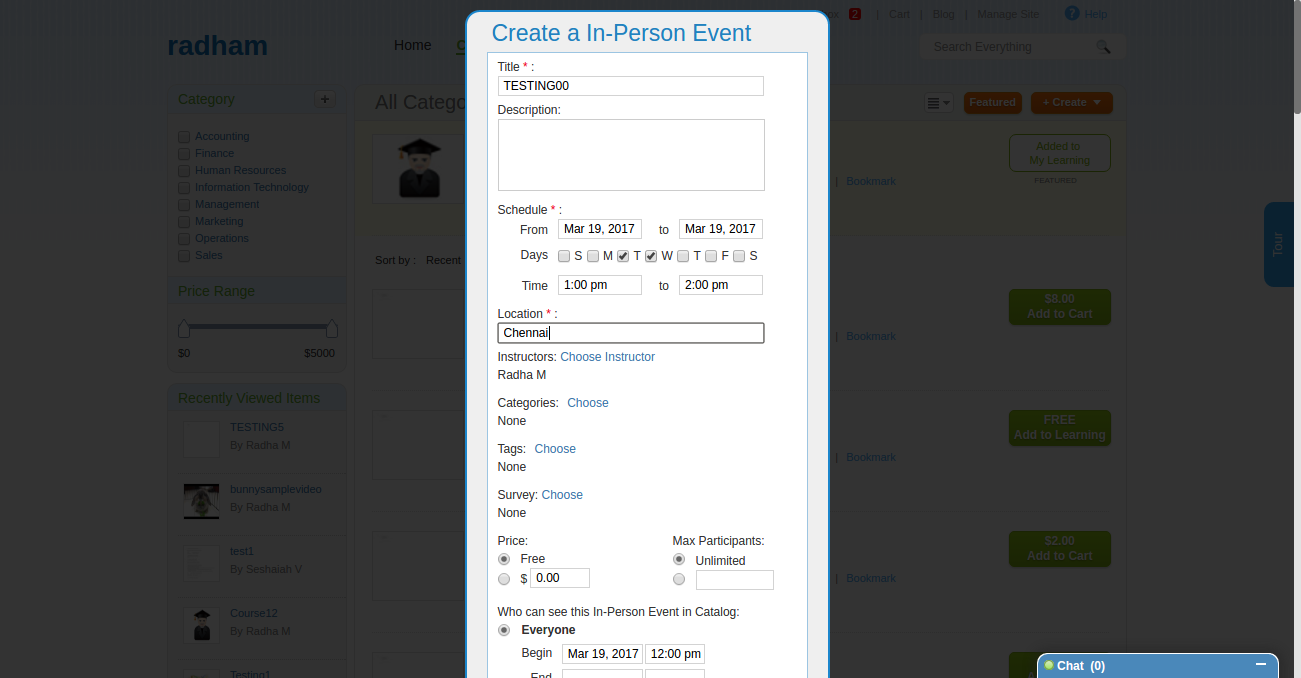 ox 2 | Cart | Blog | Manage Site ? Help
radham
Home
C
Search Everything
Category +
Accounting
Finance
Human Resources
Information Technology
Management
Marketing
Operations
Sales
Price Range
$0 $5000
Recently Viewed Items
TESTING5
By Radha M
bunnysamplevideo
By Radha M
test1
By Seshaiah V
Course12
By Radha M
Testing1
All Catego
Featured
+ Create
Sort by : Recent
Create a In-Person Event
Title * :
TESTING00
Description:
Schedule * :
From Mar 19, 2017 to Mar 19, 2017
Days S M T W T F S
Time 1:00 pm to 2:00 pm
Location * :
Chennai
Instructors: Choose Instructor
Radha M
Categories: Choose
None
Tags: Choose
None
Survey: Choose
None
Price: Max Participants:
Free Unlimited
$ 0.00
Who can see this In-Person Event in Catalog:
Everyone
Begin Mar 19, 2017 12:00 pm
End
Added to
My Learning
FEATURED
| Bookmark
$8.00
Add to Cart
| Bookmark
FREE
Add to Learning
| Bookmark
$2.00
Add to Cart
| Bookmark
Tour
Chat (0)